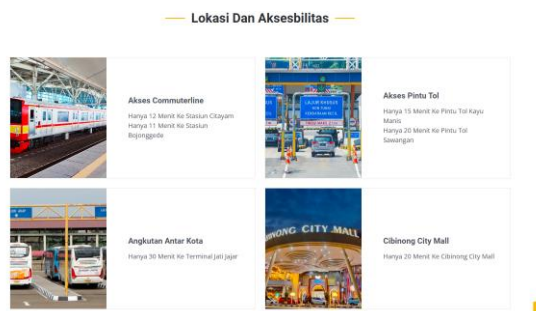 Lokasi Dan Aksesbilitas
Akses Commuterline
Hanya 12 Menit Ke Stasiun Citayam
Hanya 11 Menit Ke Stasiun
Bojonggede
Akses Pintu Tol
Hanya 15 Menit Ke Pintu Tol Kayu
Manis
Hanya 20 Menit Ke Pintu Tol
Sawangan
Angkutan Antar Kota
Hanya 30 Menit Ke Terminal Jati Jajar
CIBINONG CITY MALL
Cibinong City Mall
Hanya 20 Menit Ke Cibinong City Mall